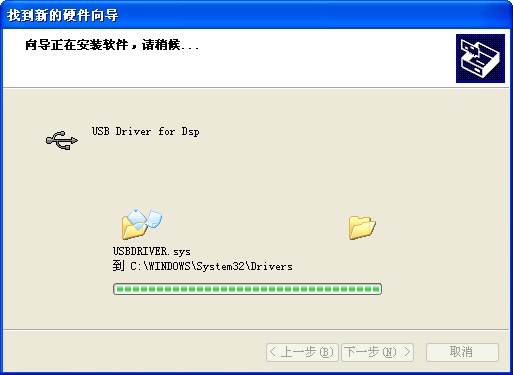 找到新的硬件向导
向导正在安装软件，请稍候...
USB Driver for Dsp
USBDRIVER.sys
到 C:\WINDOWS\System32\Drivers
< 上一步(B)
下一步(N) >
取消